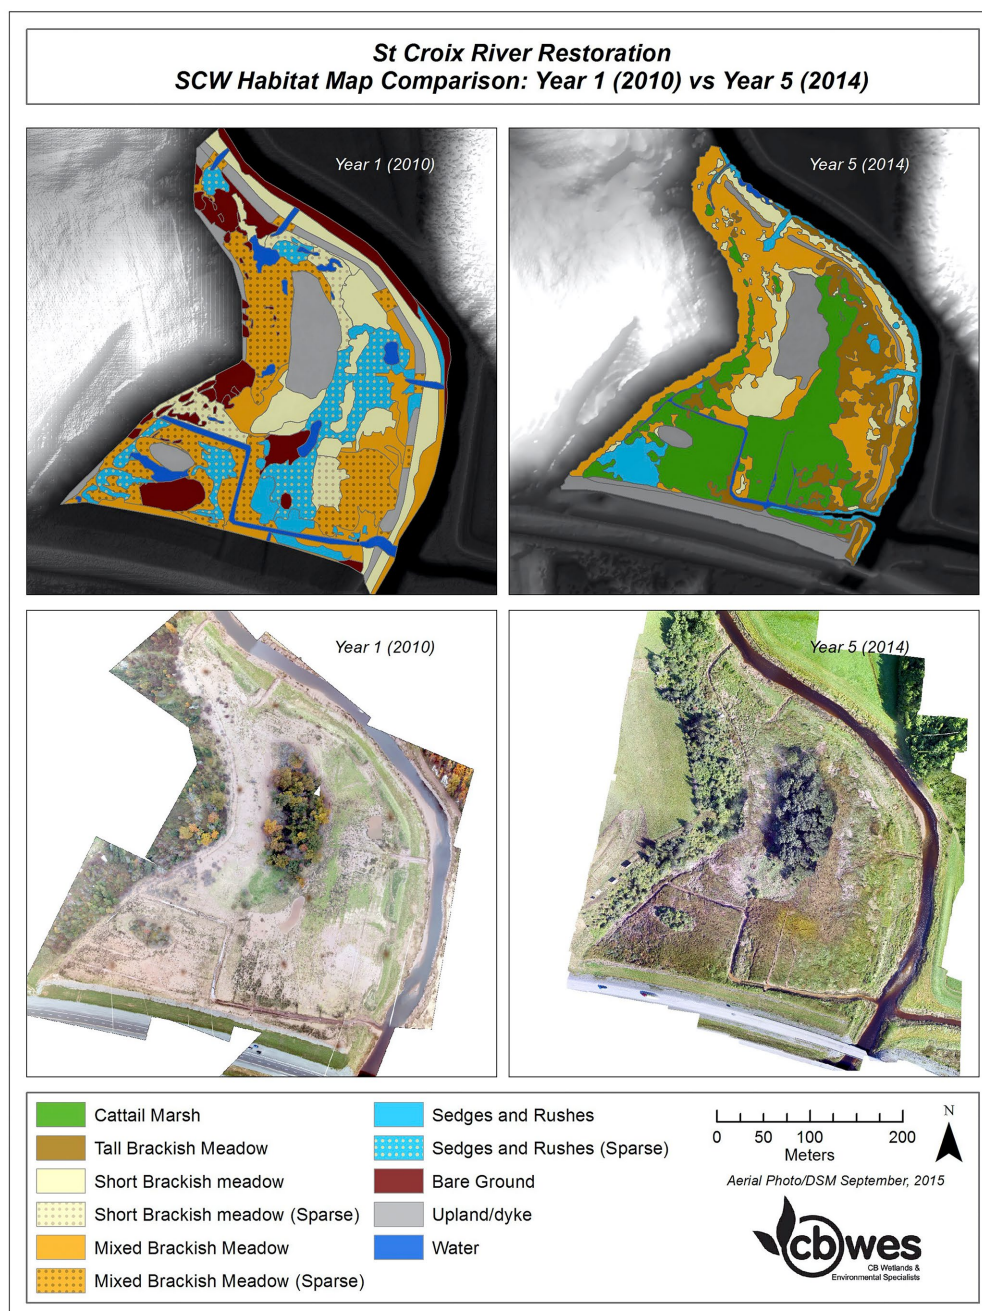 St Croix River Restoration
SCW Habitat Map Comparison: Year 1 (2010) vs Year 5 (2014)
Year 1 (2010)
Year 5 (2014)
Year 1 (2010)
Year 5 (2014)
Cattail Marsh
Tall Brackish Meadow
Short Brackish meadow
Short Brackish meadow (Sparse)
Mixed Brackish Meadow
Mixed Brackish Meadow (Sparse)
Sedges and Rushes
Sedges and Rushes (Sparse)
Bare Ground
Upland/dyke
Water
N
0 50 100 200
Meters
Aerial Photo/DSM September, 2015
cbwes
CB Wetlands &
Environmental Specialists